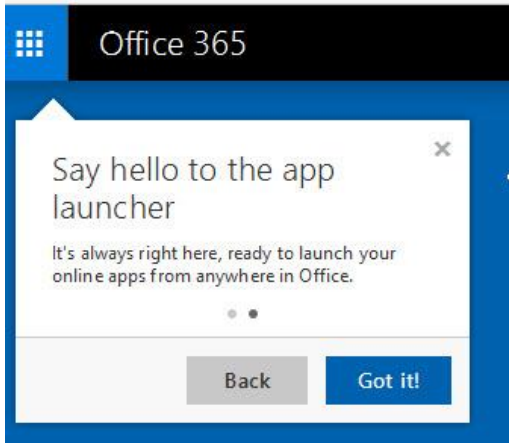 Office 365
Say hello to the app
launcher
It's always right here, ready to launch your
online apps from anywhere in Office.
Back
Got it!